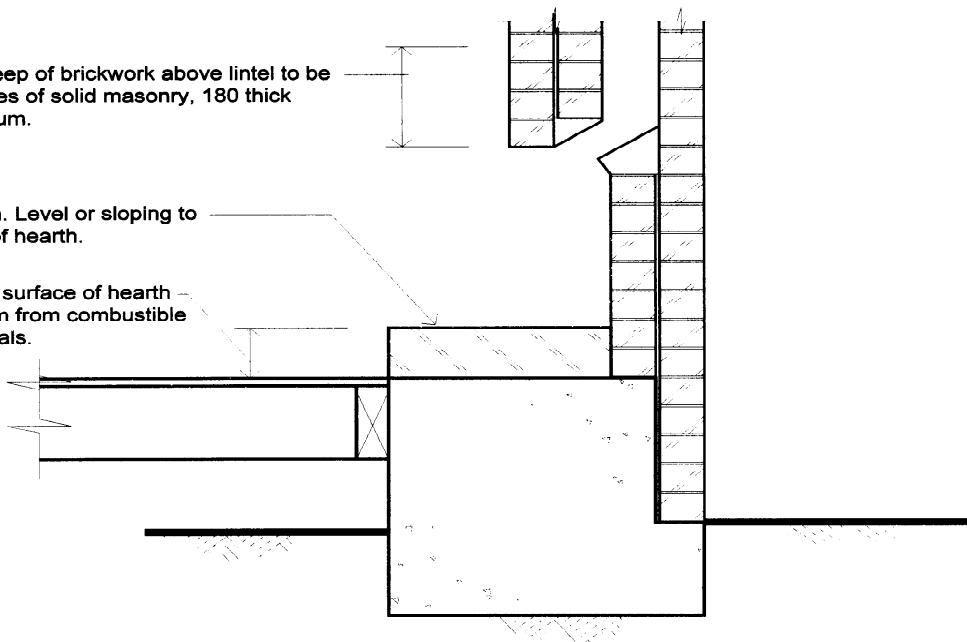 eep of brickwork above lintel to be
es of solid masonry, 180 thick
um.
. Level or sloping to
of hearth.
surface of hearth
from combustible
als.